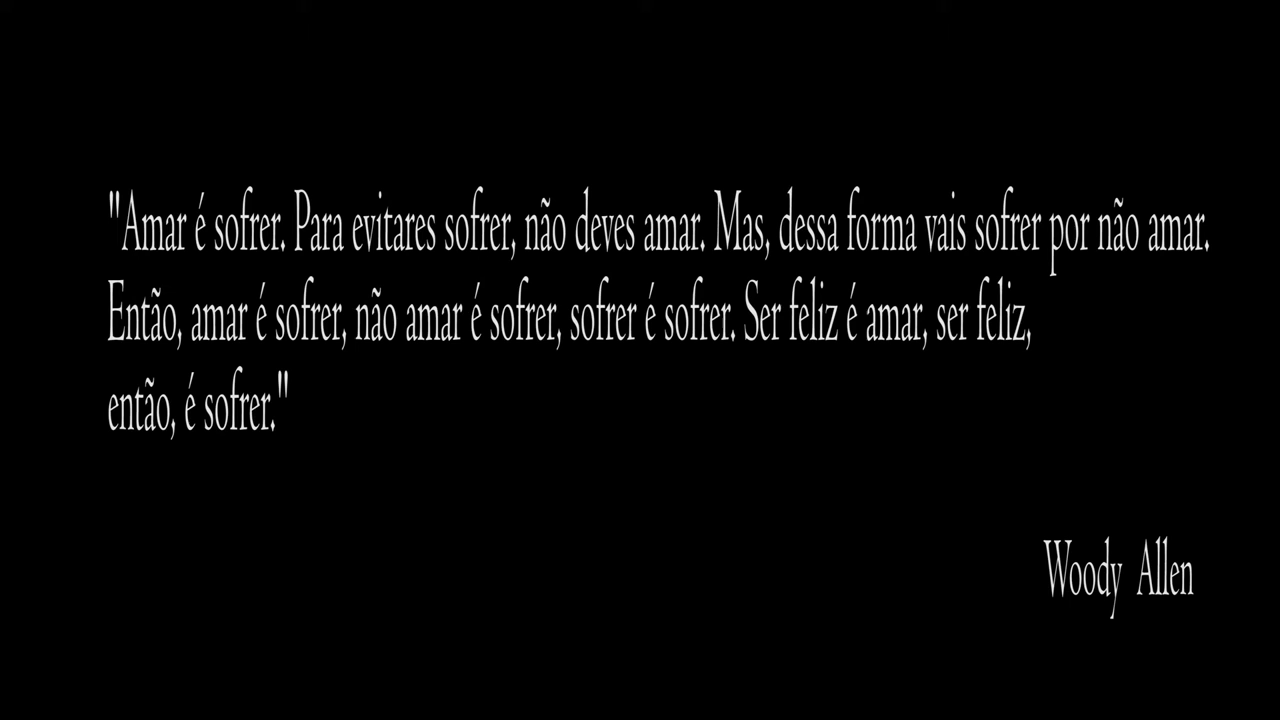 "Amar é sofrer. Para evitares sofrer, não deves amar. Mas, dessa forma vais sofrer por não amar.
Então, amar é sofrer, não amar é sofrer, sofrer é sofrer. Ser feliz é amar, ser feliz,
então, é sofrer."
Woody Allen